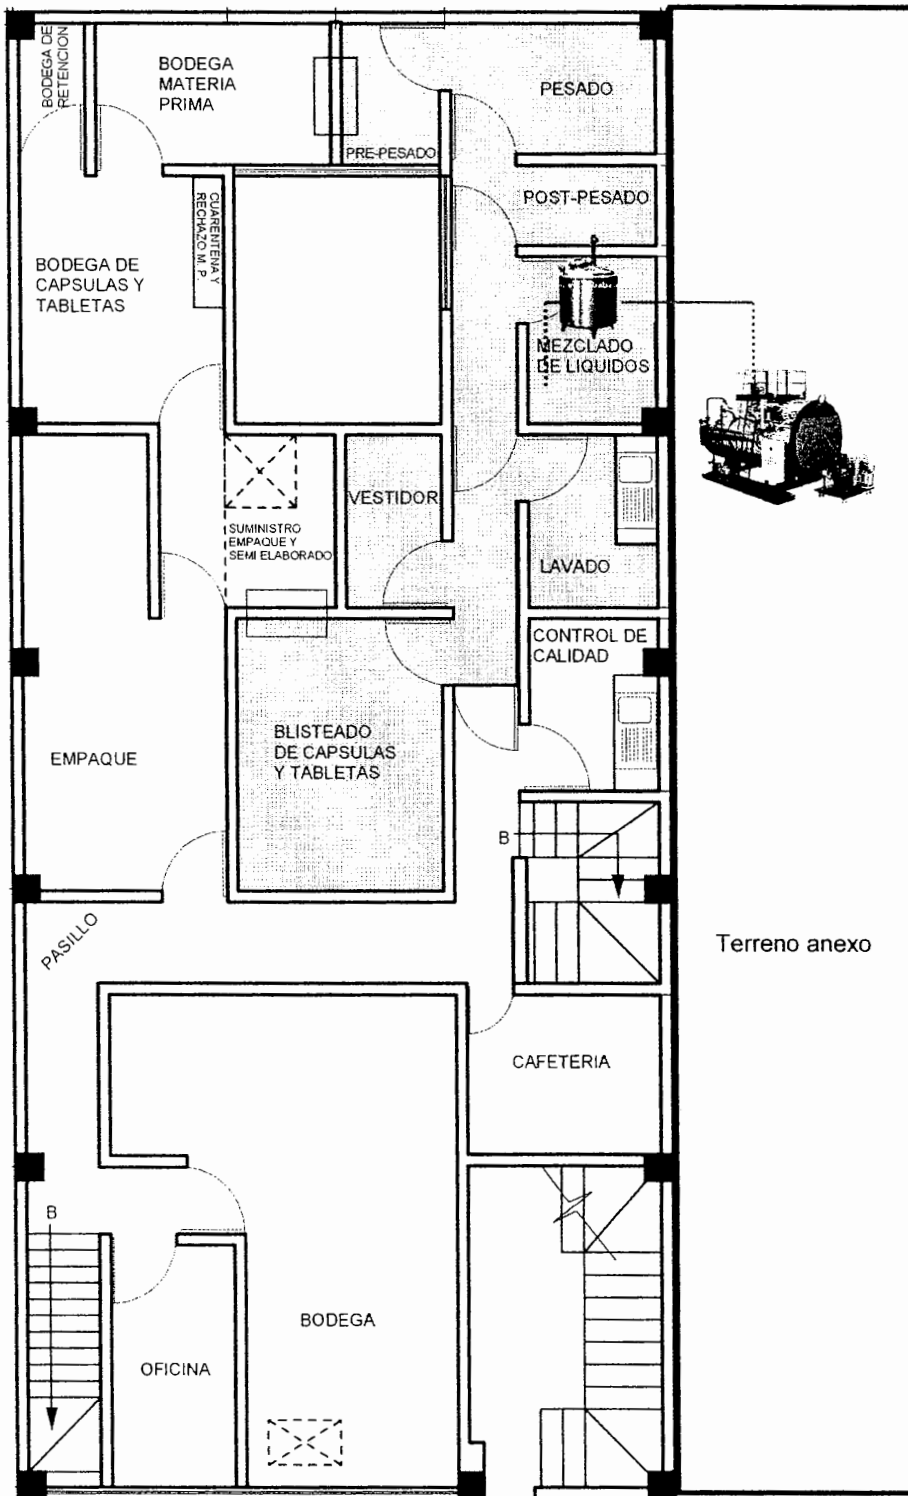 BODEGA DE
RETENCION
BODEGA
MATERIA
PRIMA
PESADO
PRE-PESADO
POST-PESADO
CUARENTENA Y
RECHAZO M. P.
BODEGA DE
CAPSULAS Y
TABLETAS
MEZCLADO
DE LIQUIDOS
VESTIDOR
SUMINISTRO
EMPAQUE Y
SEMI ELABORADO
LAVADO
CONTROL DE
CALIDAD
BLISTEADO
DE CAPSULAS
Y TABLETAS
EMPAQUE
B
PASILLO
Terreno anexo
CAFETERIA
B
BODEGA
OFICINA